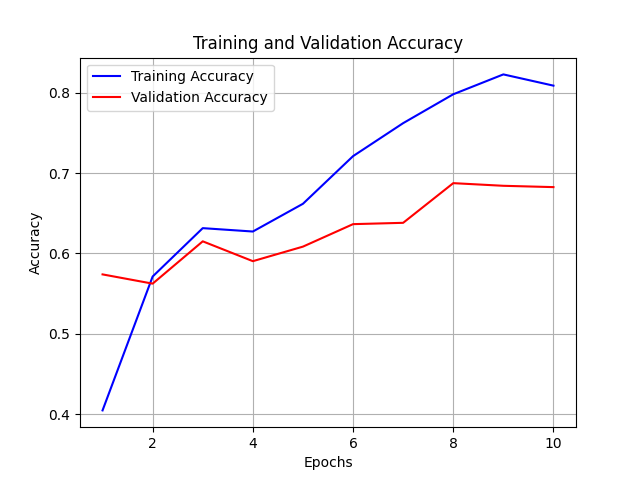 Training and Validation Accuracy
Training Accuracy
Validation Accuracy
Accuracy
0.8
0.7
0.6
0.5
0.4
2 4 6 8 10
Epochs